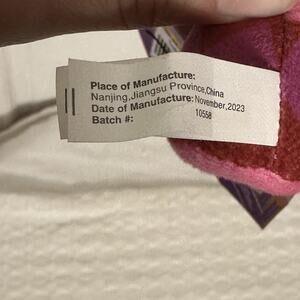 Place of Manufacture:
Nanjing,Jiangsu Province,China
Date of Manufacture: November,2023
Batch #: 10558